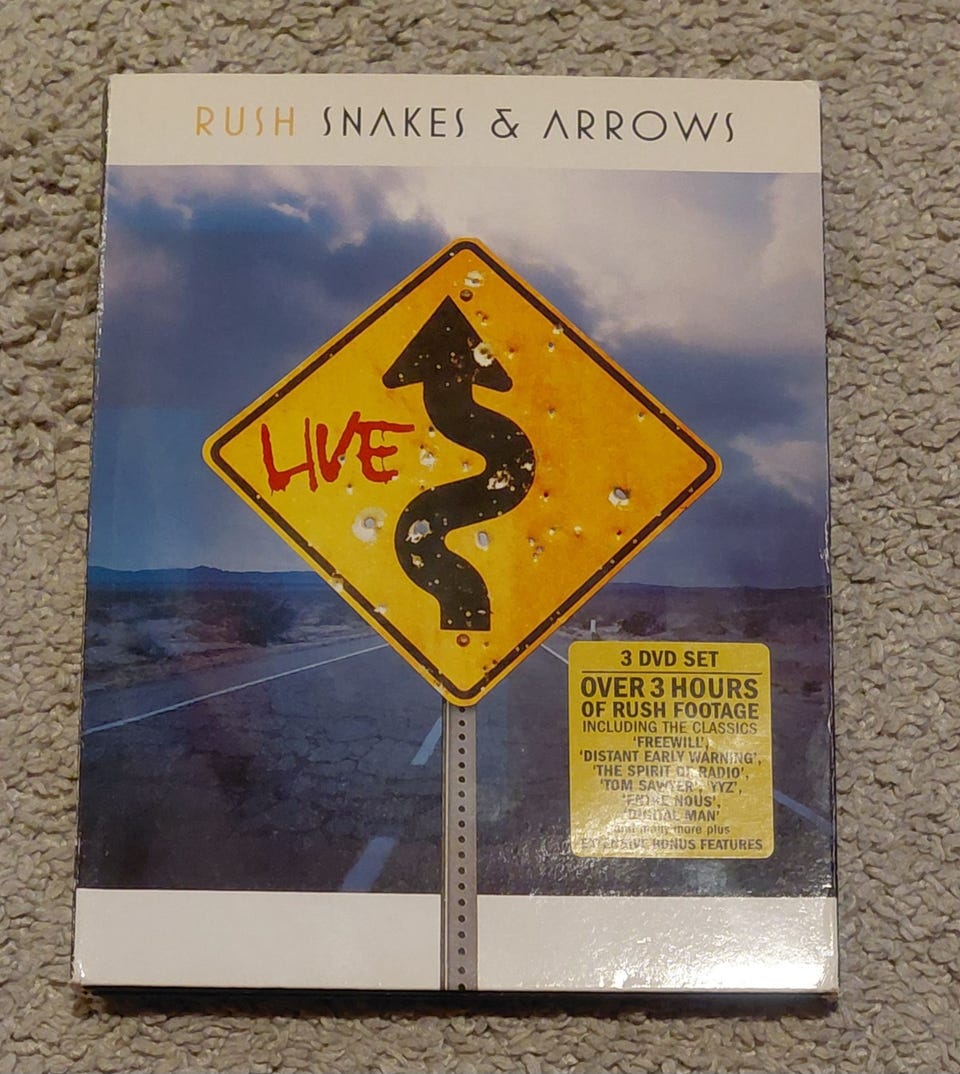 RUSH SNAKES & ARROWS
LIVE
3 DVD SET
OVER 3 HOURS
OF RUSH FOOTAGE
INCLUDING THE CLASSICS
'FREEWILL',
'DISTANT EARLY WARNING',
'THE SPIRIT OF RADIO',
'TOM SAWYER', 'YYZ',
'ENTRE NOUS',
'DIGITAL MAN'
and many more plus
EXTENSIVE BONUS FEATURES